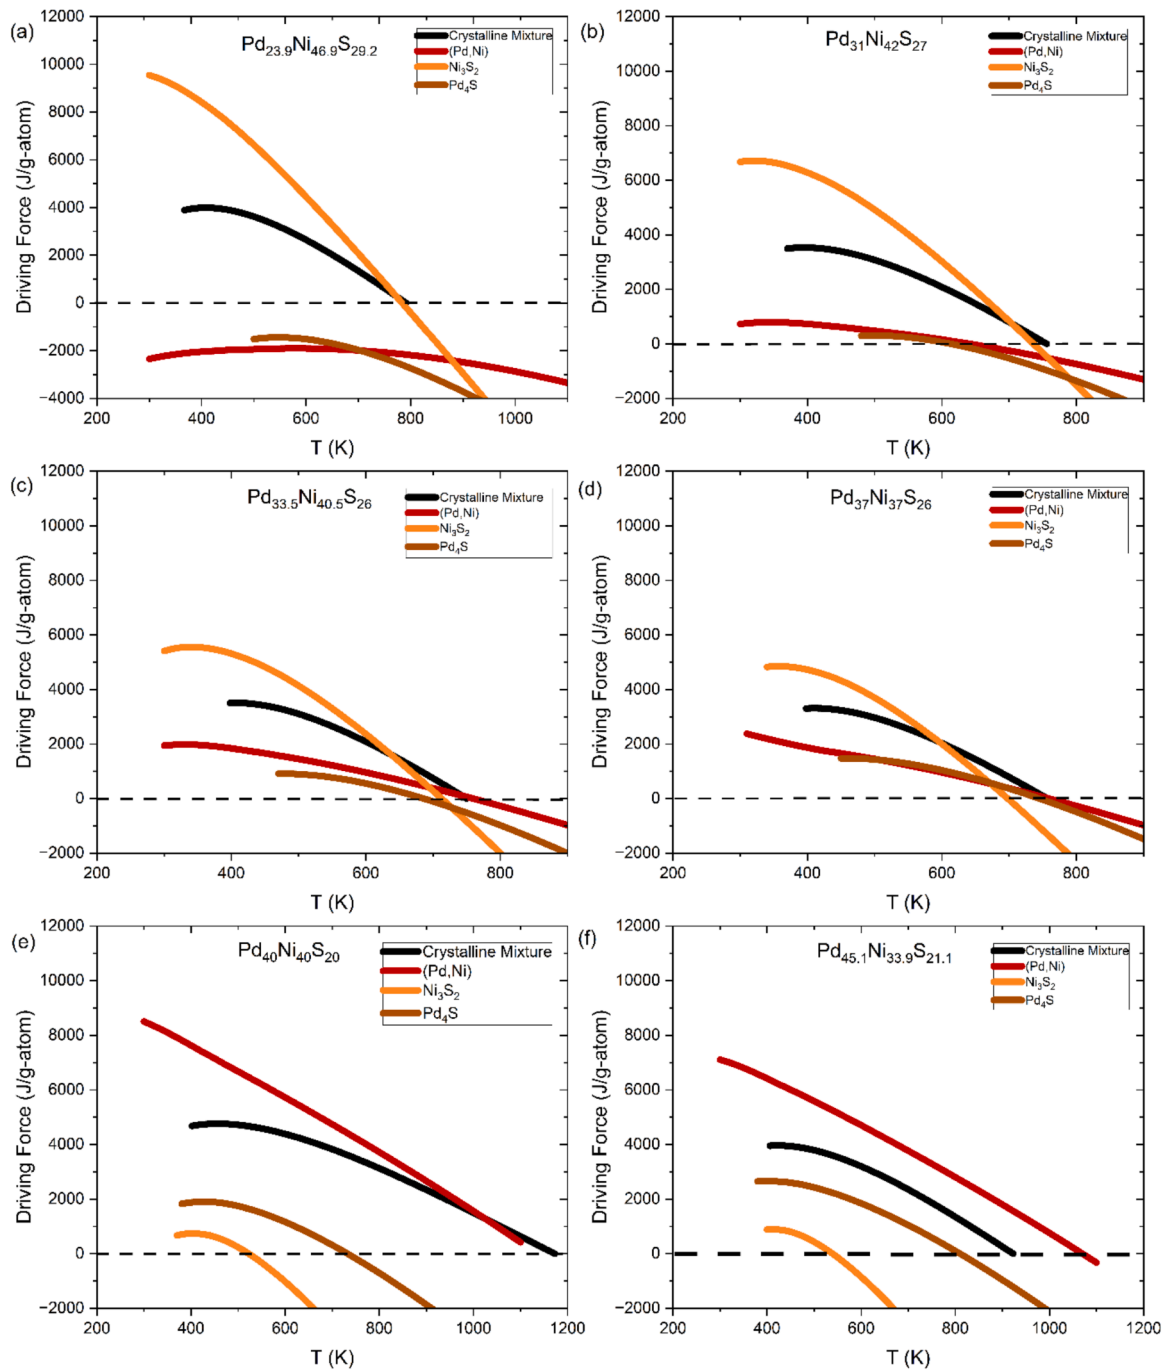 (a)
Pd23.9Ni46.9S29.2
Crystalline Mixture
(Pd,Ni)
Ni3S2
Pd4S
12000
10000
8000
6000
4000
2000
0
−2000
−4000
Driving Force (J/g-atom)
200 400 600 800 1000
T (K)
(b)
Pd31Ni42S27
Crystalline Mixture
(Pd,Ni)
Ni3S2
Pd4S
12000
10000
8000
6000
4000
2000
0
−2000
Driving Force (J/g-atom)
200 400 600 800
T (K)
(c)
Pd33.5Ni40.5S26
Crystalline Mixture
(Pd,Ni)
Ni3S2
Pd4S
12000
10000
8000
6000
4000
2000
0
−2000
Driving Force (J/g-atom)
200 400 600 800
T (K)
(d)
Pd37Ni37S26
Crystalline Mixture
(Pd,Ni)
Ni3S2
Pd4S
12000
10000
8000
6000
4000
2000
0
−2000
Driving Force (J/g-atom)
200 400 600 800
T (K)
(e)
Pd40Ni40S20
Crystalline Mixture
(Pd,Ni)
Ni3S2
Pd4S
12000
10000
8000
6000
4000
2000
0
−2000
Driving Force (J/g-atom)
200 400 600 800 1000 1200
T (K)
(f)
Pd45.1Ni33.9S21.1
Crystalline Mixture
(Pd,Ni)
Ni3S2
Pd4S
12000
10000
8000
6000
4000
2000
0
−2000
Driving Force (J/g-atom)
200 400 600 800 1000 1200
T (K)